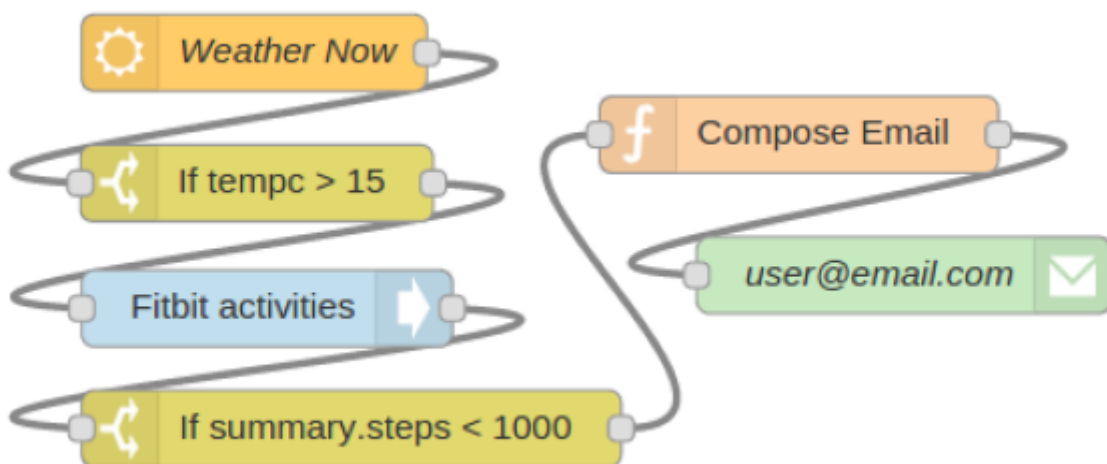 Weather Now
If tempc > 15
Fitbit activities
If summary.steps < 1000
Compose Email
user@email.com